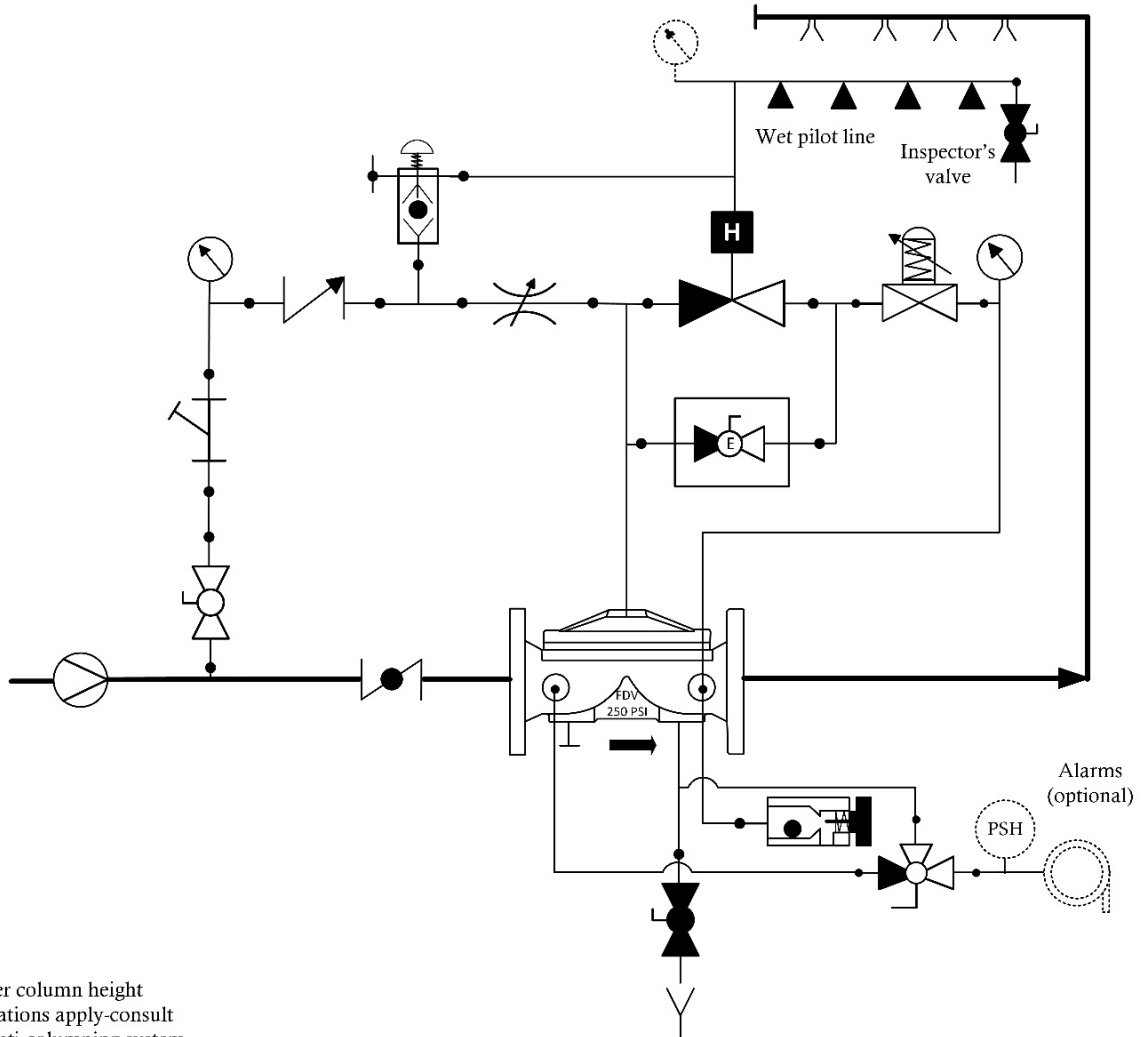 Wet pilot line
Inspector's
valve
H
E
FDV
250 PSI
Alarms
(optional)
PSH
er column height
ations apply-consult